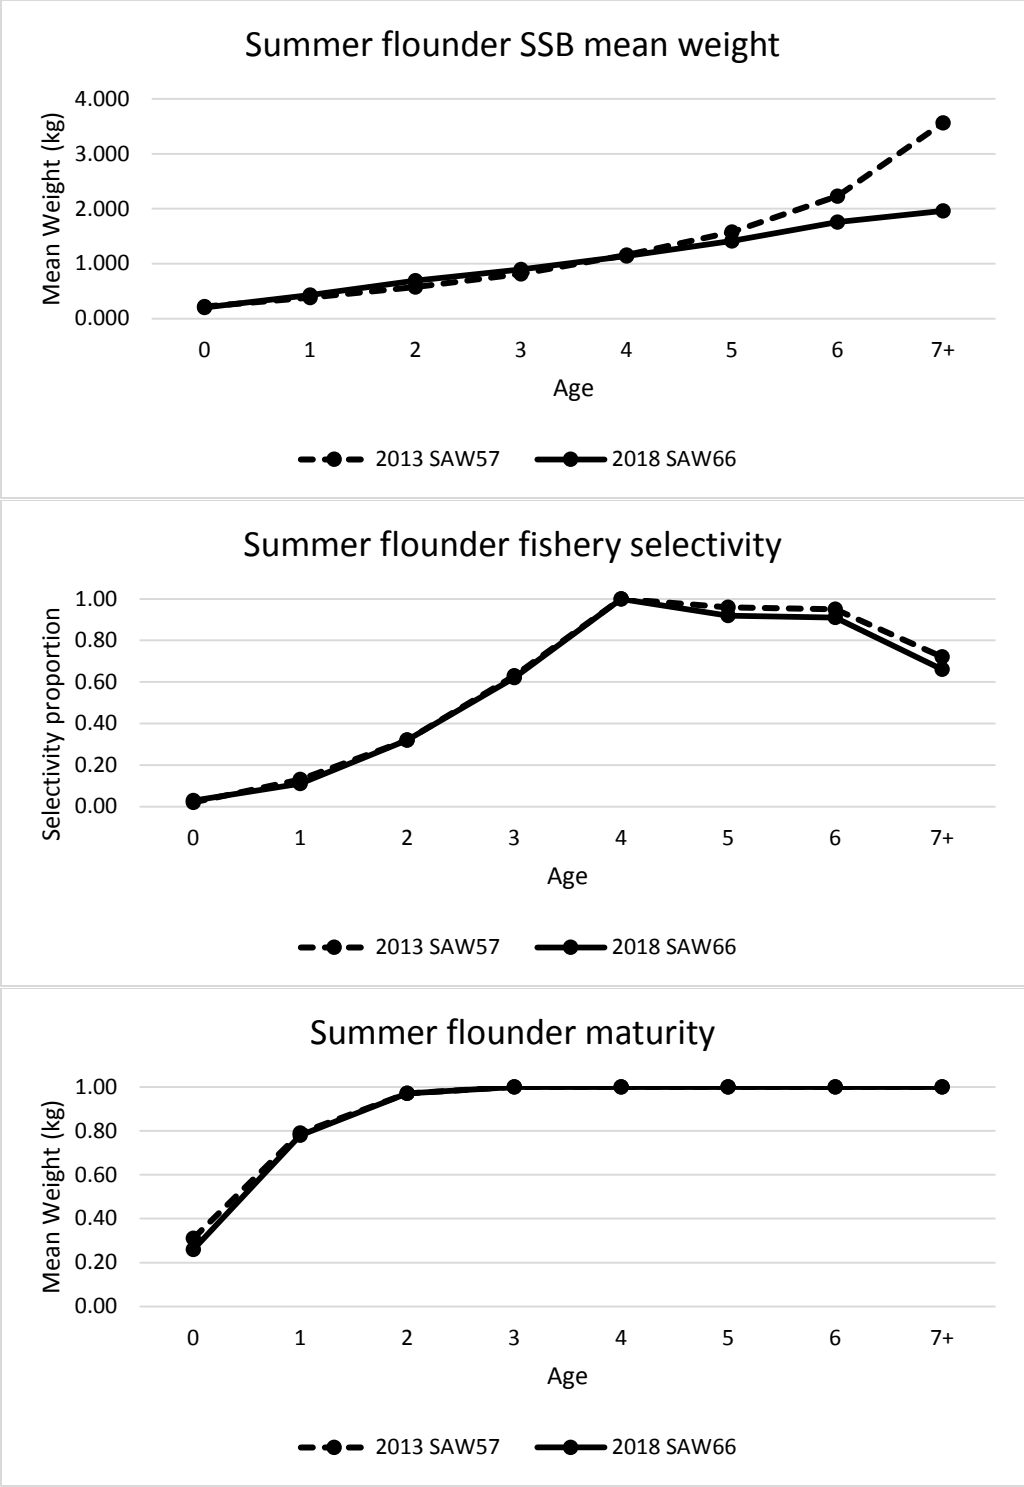 Summer flounder SSB mean weight
Mean Weight (kg)
4.000
3.000
2.000
1.000
0.000
0 1 2 3 4 5 6 7+
Age
2013 SAW57 2018 SAW66
Summer flounder fishery selectivity
Selectivity proportion
1.00
0.80
0.60
0.40
0.20
0.00
0 1 2 3 4 5 6 7+
Age
2013 SAW57 2018 SAW66
Summer flounder maturity
Mean Weight (kg)
1.00
0.80
0.60
0.40
0.20
0.00
0 1 2 3 4 5 6 7+
Age
2013 SAW57 2018 SAW66